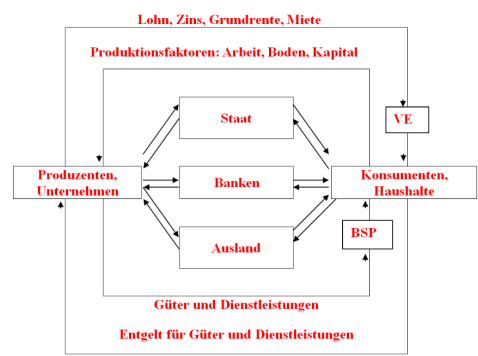 Lohn, Zins, Grundrente, Miete
Produktionsfaktoren: Arbeit, Boden, Kapital
Staat
VE
Produzenten,
Unternehmen
Banken
Konsumenten,
Haushalte
Ausland
BSP
Güter und Dienstleistungen
Entgelt für Güter und Dienstleistungen